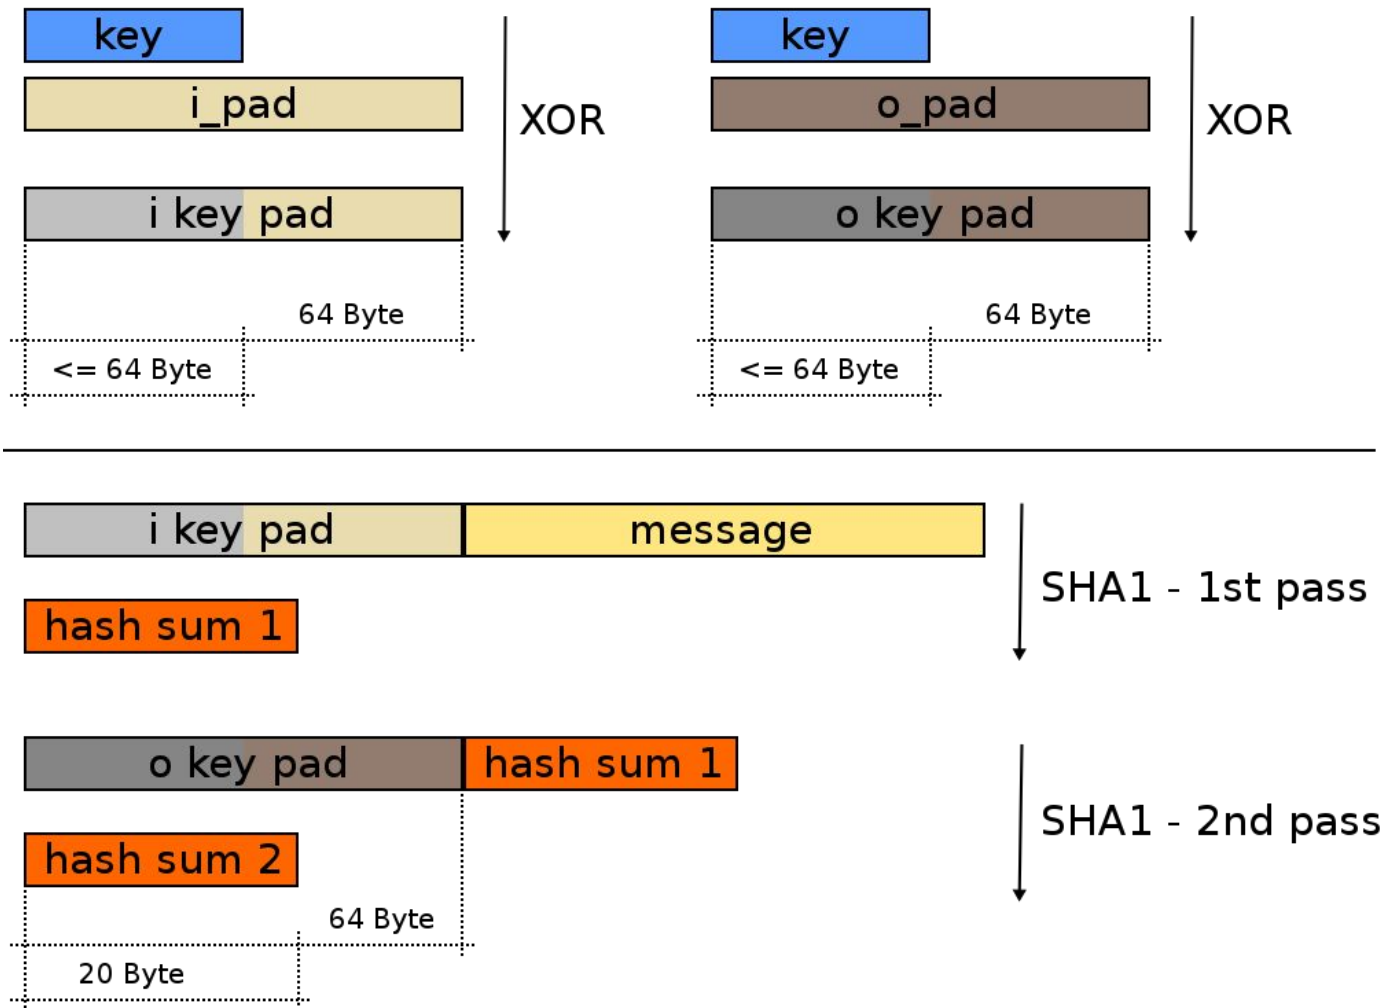 key
i_pad
XOR
i key pad
64 Byte
<= 64 Byte
key
o_pad
XOR
o key pad
64 Byte
<= 64 Byte
i key pad message
SHA1 - 1st pass
hash sum 1
o key pad hash sum 1
SHA1 - 2nd pass
hash sum 2
64 Byte
20 Byte